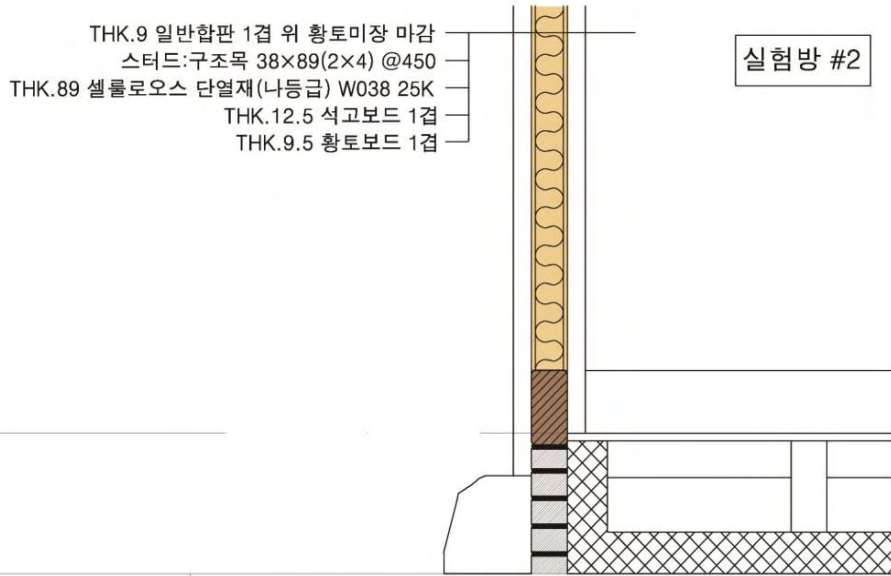 THK.9 일반합판 1겹 위 황토미장 마감
스터드:구조목 38×89(2×4) @450
THK.89 셀룰로오스 단열재(나등급) W038 25K
THK.12.5 석고보드 1겹
THK.9.5 황토보드 1겹
실험방 #2